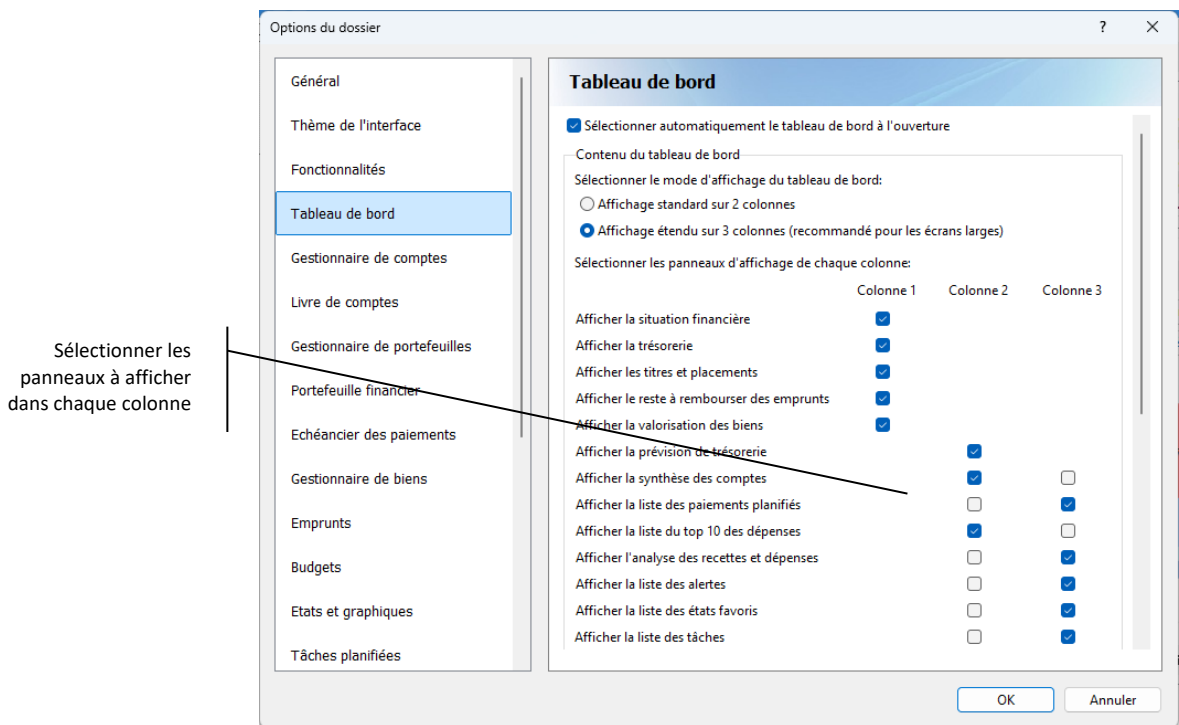 Options du dossier
?
Général
Thème de l'interface
Fonctionnalités
Tableau de bord
Gestionnaire de comptes
Livre de comptes
Gestionnaire de portefeuilles
Portefeuille financier
Echéancier des paiements
Gestionnaire de biens
Emprunts
Budgets
Etats et graphiques
Tâches planifiées
Sélectionner les
panneaux à afficher
dans chaque colonne
Tableau de bord
Sélectionner automatiquement le tableau de bord à l'ouverture
Contenu du tableau de bord
Sélectionner le mode d'affichage du tableau de bord:
Affichage standard sur 2 colonnes
Affichage étendu sur 3 colonnes (recommandé pour les écrans larges)
Sélectionner les panneaux d'affichage de chaque colonne:
Colonne 1 Colonne 2 Colonne 3
Afficher la situation financière
Afficher la trésorerie
Afficher les titres et placements
Afficher le reste à rembourser des emprunts
Afficher la valorisation des biens
Afficher la prévision de trésorerie
Afficher la synthèse des comptes
Afficher la liste des paiements planifiés
Afficher la liste du top 10 des dépenses
Afficher l'analyse des recettes et dépenses
Afficher la liste des alertes
Afficher la liste des états favoris
Afficher la liste des tâches
OK Annuler